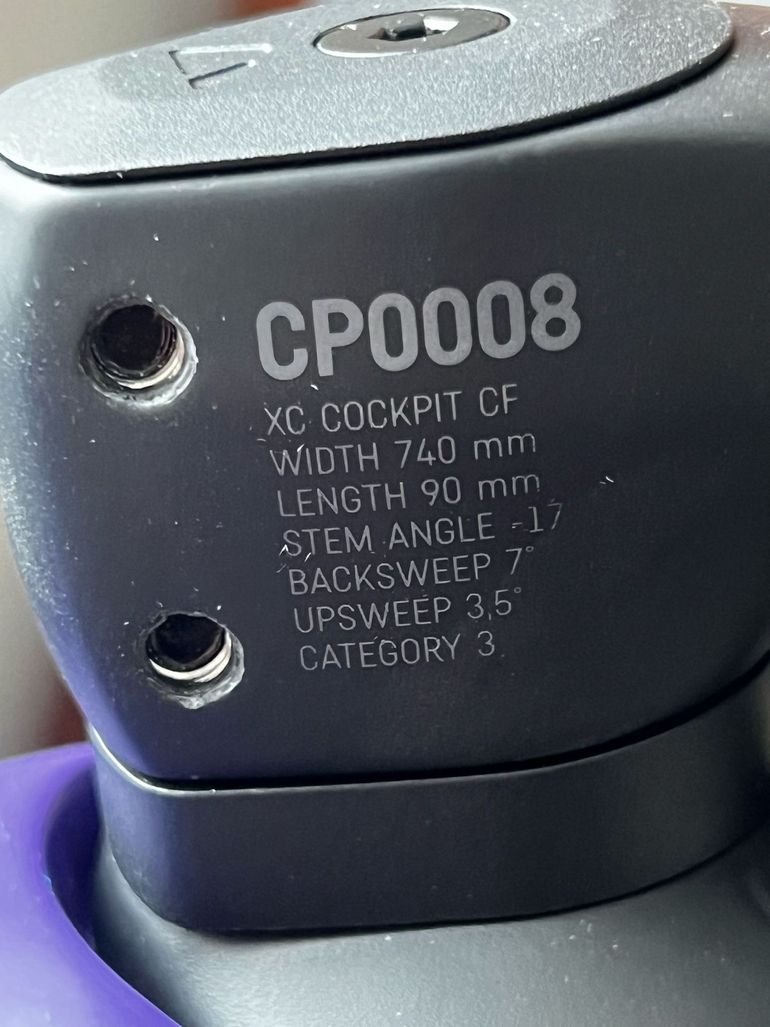 CP0008
XC COCKPIT CF
WIDTH 740 mm
LENGTH 90 mm
STEM ANGLE -17
BACKSWEEP 7°
UPSWEEP 3,5°
CATEGORY 3